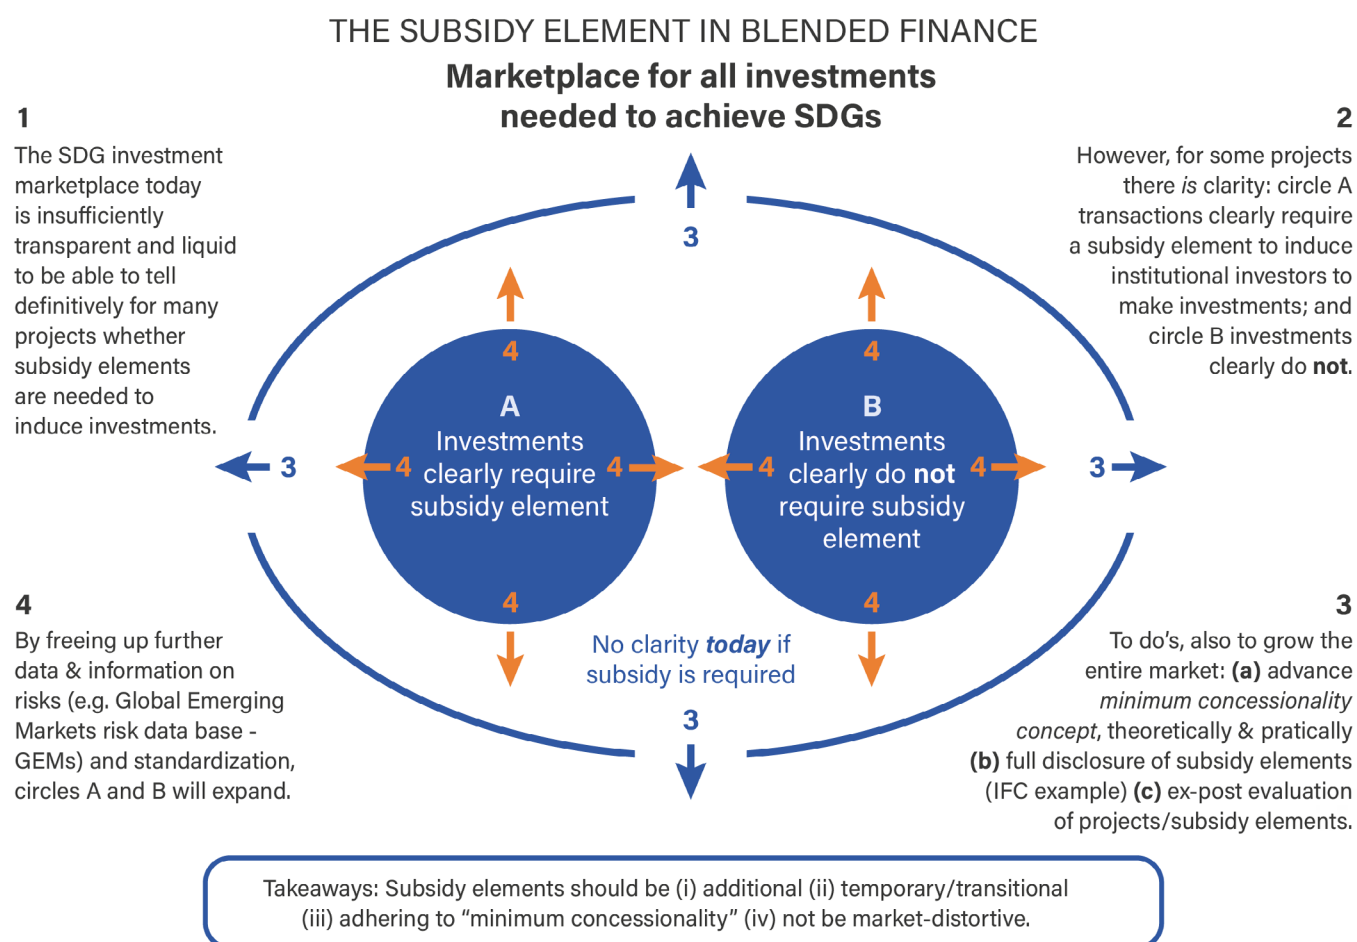 THE SUBSIDY ELEMENT IN BLENDED FINANCE
Marketplace for all investments
needed to achieve SDGs
1
The SDG investment
marketplace today
is insufficiently
transparent and liquid
to be able to tell
definitively for many
projects whether
subsidy elements
are needed to
induce investments.
2
However, for some projects
there is clarity: circle A
transactions clearly require
a subsidy element to induce
institutional investors to
make investments; and
circle B investments
clearly do not.
3
4
4
A
Investments
clearly require
subsidy element
B
Investments
clearly do not
require subsidy
element
3
4
4
4
4
3
4
4
No clarity today if
subsidy is required
3
4
By freeing up further
data & information on
risks (e.g. Global Emerging
Markets risk data base -
GEMs) and standardization,
circles A and B will expand.
3
To do's, also to grow the
entire market: (a) advance
minimum concessionality
concept, theoretically & pratically
(b) full disclosure of subsidy elements
(IFC example) (c) ex-post evaluation
of projects/subsidy elements.
Takeaways: Subsidy elements should be (i) additional (ii) temporary/transitional
(iii) adhering to “minimum concessionality” (iv) not be market-distortive.